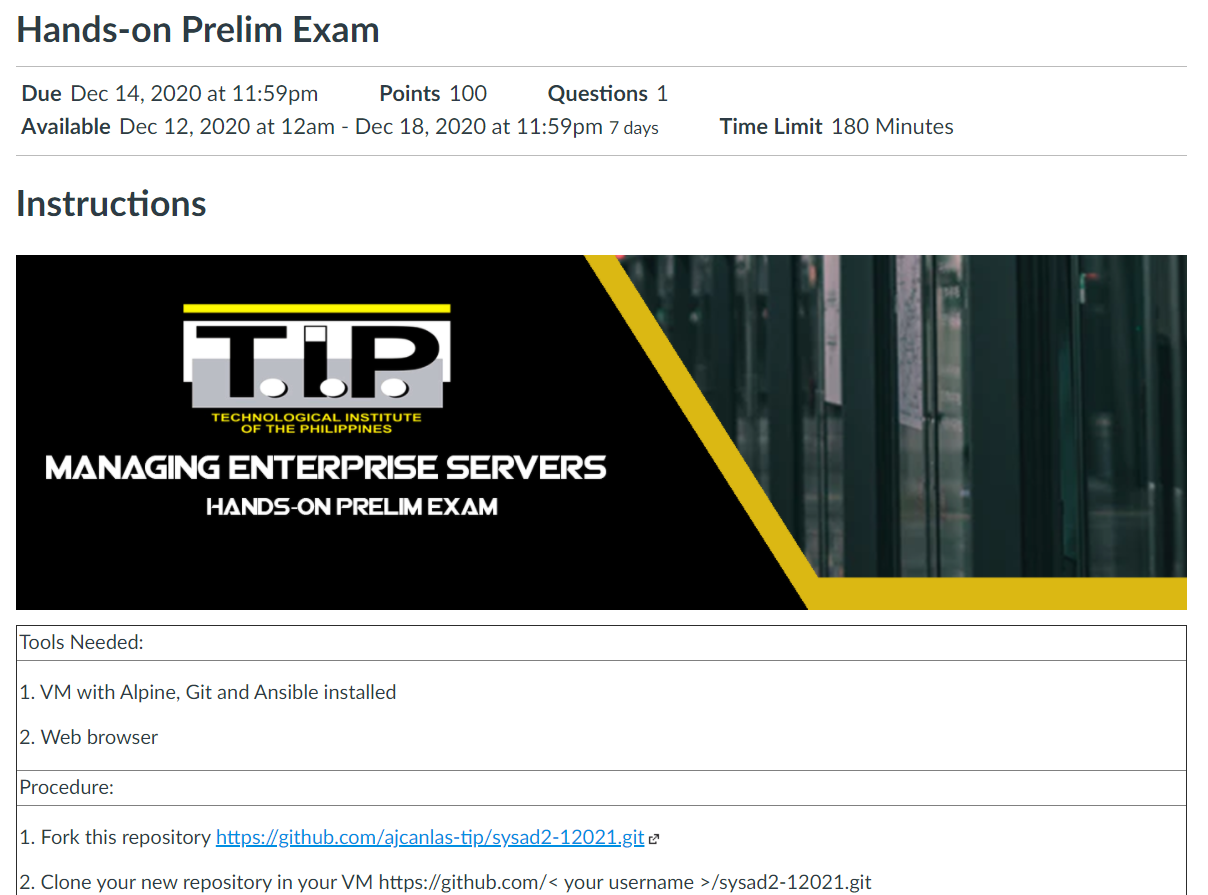 Hands-on Prelim Exam
Due Dec 14, 2020 at 11:59pm Points 100 Questions 1
Available Dec 12, 2020 at 12am - Dec 18, 2020 at 11:59pm 7 days Time Limit 180 Minutes
Instructions
T.I.P.
TECHNOLOGICAL INSTITUTE
OF THE PHILIPPINES
MANAGING ENTERPRISE SERVERS
HANDS-ON PRELIM EXAM
Tools Needed:
1. VM with Alpine, Git and Ansible installed
2. Web browser
Procedure:
1. Fork this repository https://github.com/ajcanlas-tip/sysad2-12021.git
2. Clone your new repository in your VM https://github.com/< your username >/sysad2-12021.git